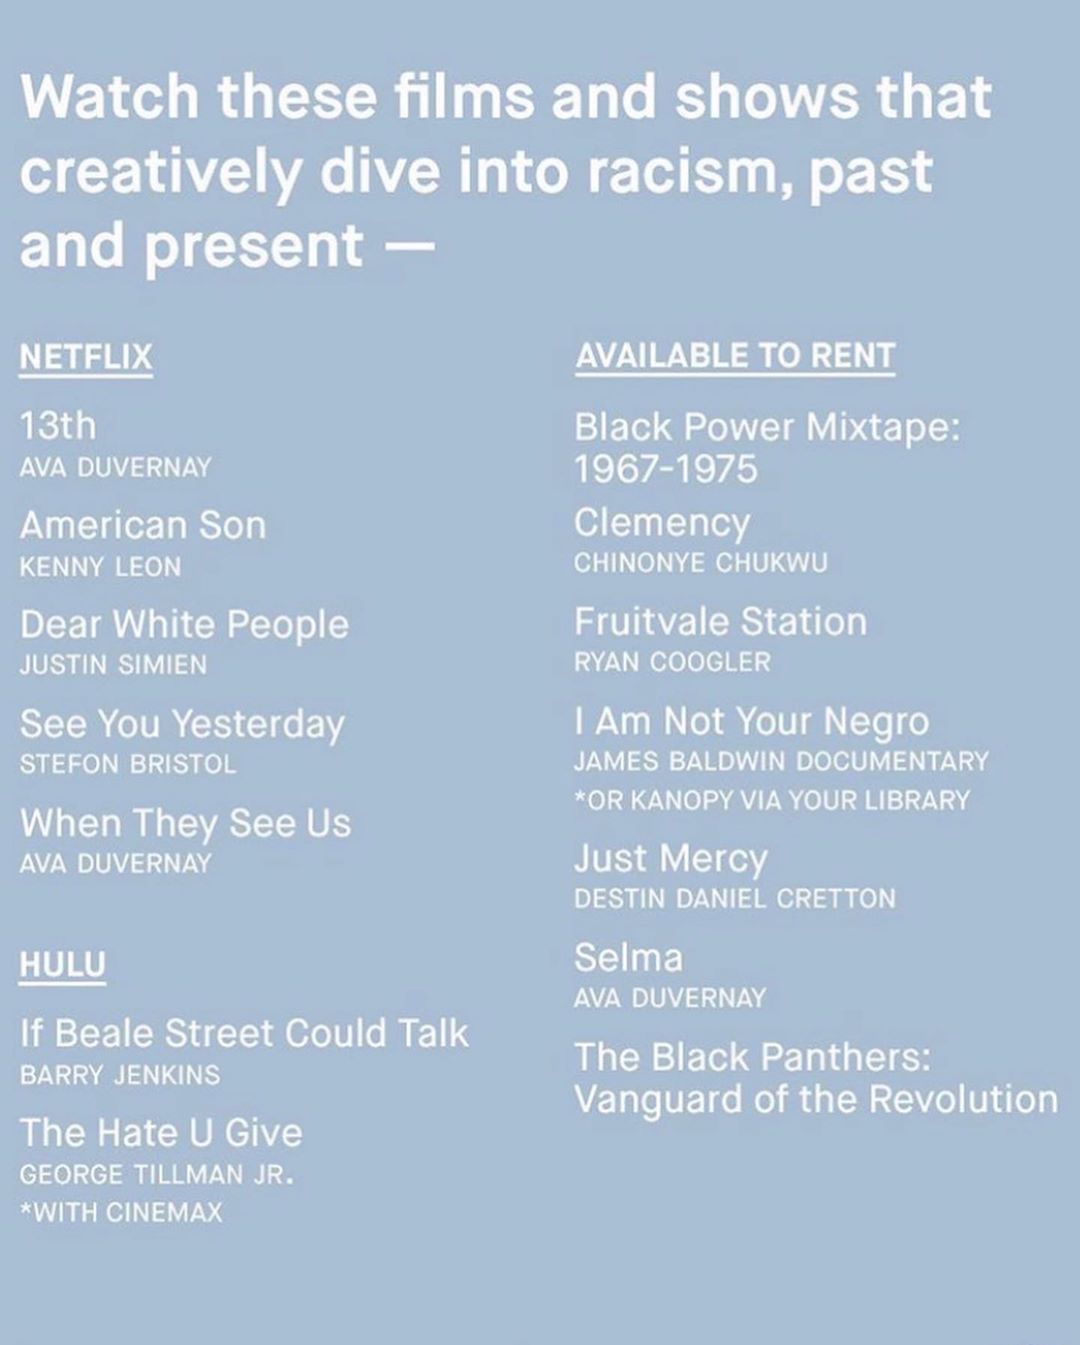 Watch these films and shows that
creatively dive into racism, past
and present —
NETFLIX
13th
AVA DUVERNAY
American Son
KENNY LEON
Dear White People
JUSTIN SIMIEN
See You Yesterday
STEFON BRISTOL
When They See Us
AVA DUVERNAY
HULU
If Beale Street Could Talk
BARRY JENKINS
The Hate U Give
GEORGE TILLMAN JR.
*WITH CINEMAX
AVAILABLE TO RENT
Black Power Mixtape:
1967-1975
Clemency
CHINONYE CHUKWU
Fruitvale Station
RYAN COOGLER
I Am Not Your Negro
JAMES BALDWIN DOCUMENTARY
*OR KANOPY VIA YOUR LIBRARY
Just Mercy
DESTIN DANIEL CRETTON
Selma
AVA DUVERNAY
The Black Panthers:
Vanguard of the Revolution